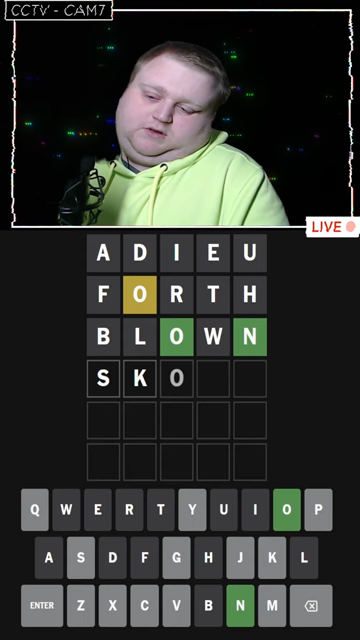 CCTV - CAM7
LIVE
ADIEU
FORTH
BLOWN
SKO
QWERTYUIOP
ASDFGHJKL
ENTER ZXCVBNM